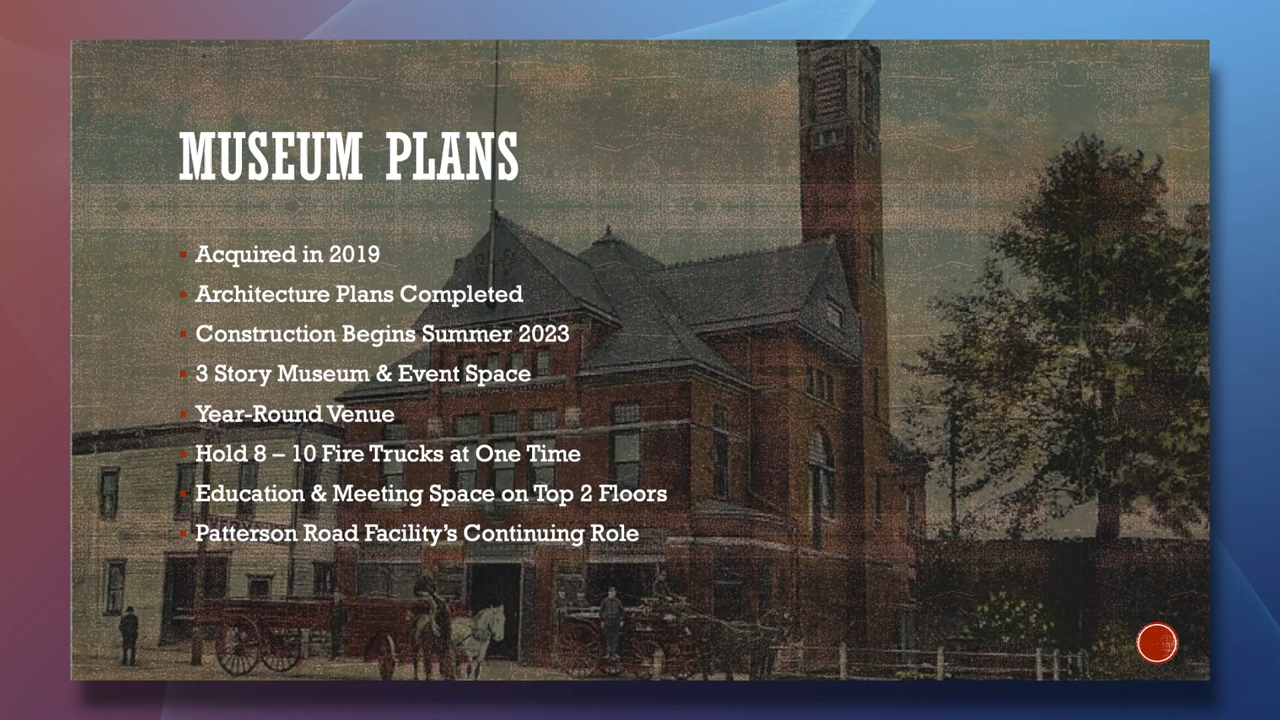 MUSEUM PLANS
Acquired in 2019
Architecture Plans Completed
Construction Begins Summer 2023
3 Story Museum & Event Space
Year-Round Venue
Hold 8 – 10 Fire Trucks at One Time
Education & Meeting Space on Top 2 Floors
Patterson Road Facility's Continuing Role